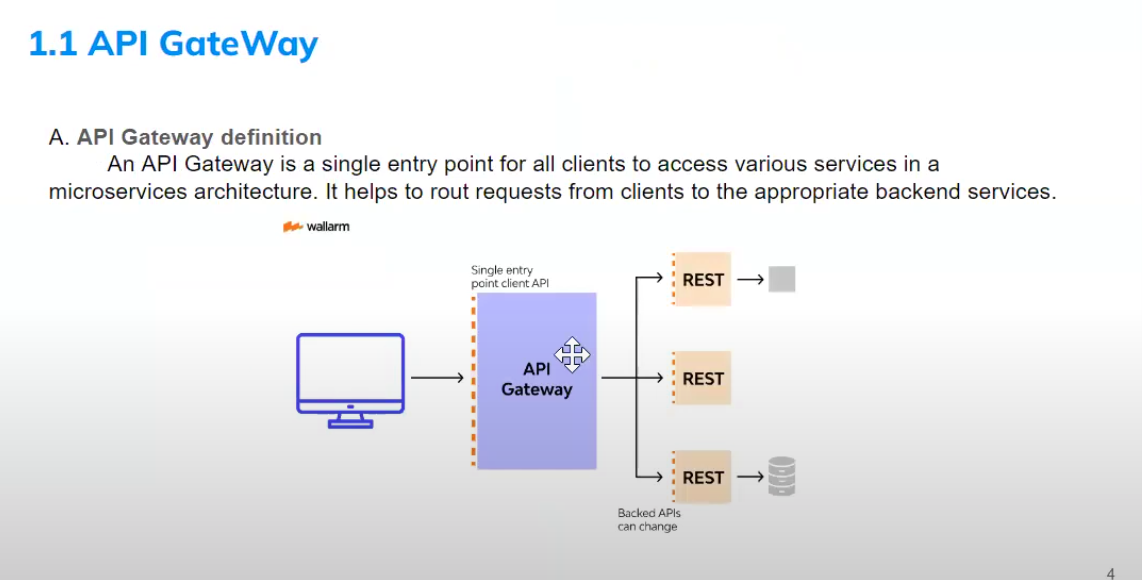 1.1 API GateWay
A. API Gateway definition
An API Gateway is a single entry point for all clients to access various services in a
microservices architecture. It helps to rout requests from clients to the appropriate backend services.
wallarm
Single entry
point client API
API
Gateway
REST
REST
REST
Backed APIs
can change
4